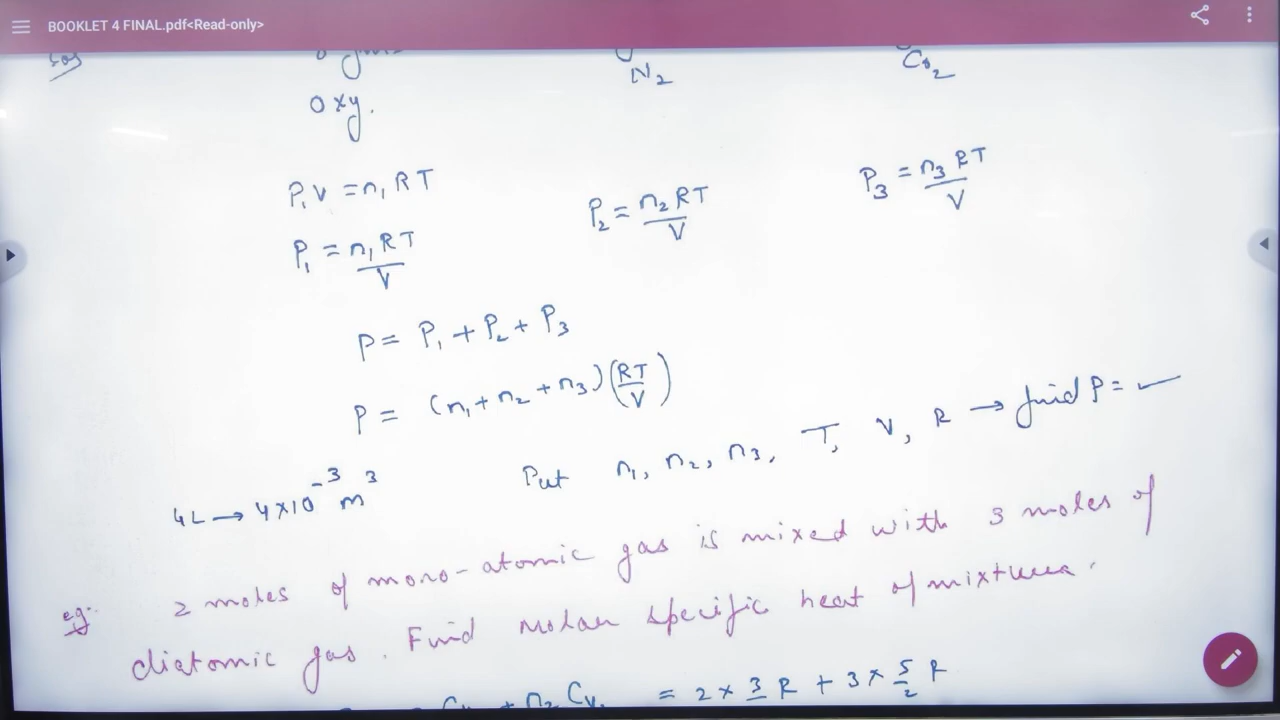 BOOKLET 4 FINAL.pdf<Read-only>
Sol
N₂ CO₂
Oxy.
P₁V = n₁RT
P₁ = n₁RT/V P₂ = n₂RT/V P₃ = n₃RT/V
P = P₁ + P₂ + P₃
P = (n₁ + n₂ + n₃)(RT/V)
Put n₁, n₂, n₃, T, V, R → find P = ✓
4L → 4×10⁻³ m³
eg:- 2 moles of mono-atomic gas is mixed with 3 moles of
diatomic gas. Find Molar specific heat of mixture.
+ n₂ Cv₂ = 2 × 3/2 R + 3 × 5/2 R